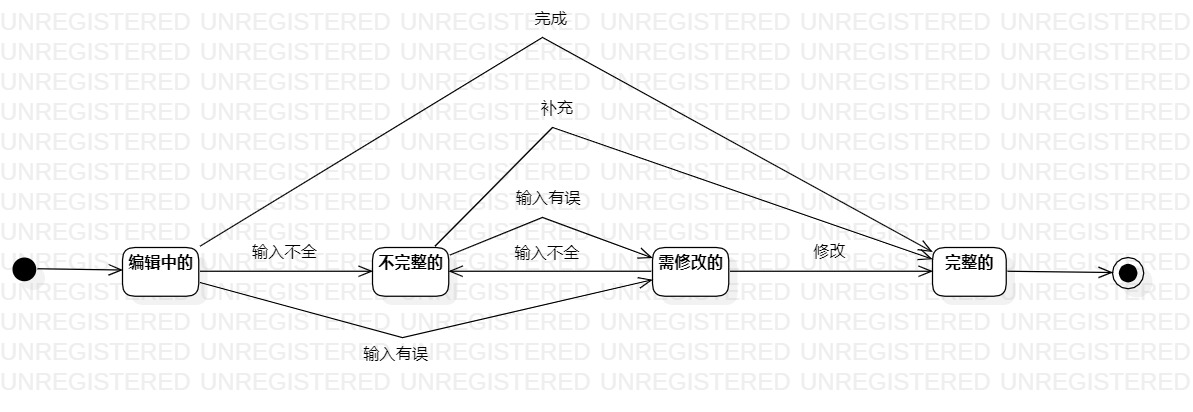 UNREGISTERED UNREGISTERED UNREGISTERED UNREGISTERED UNREGISTERED UNREGISTERED
完成
补充
输入有误
输入不全
输入不全
修改
编辑中的
不完整的
需修改的
完整的
输入有误